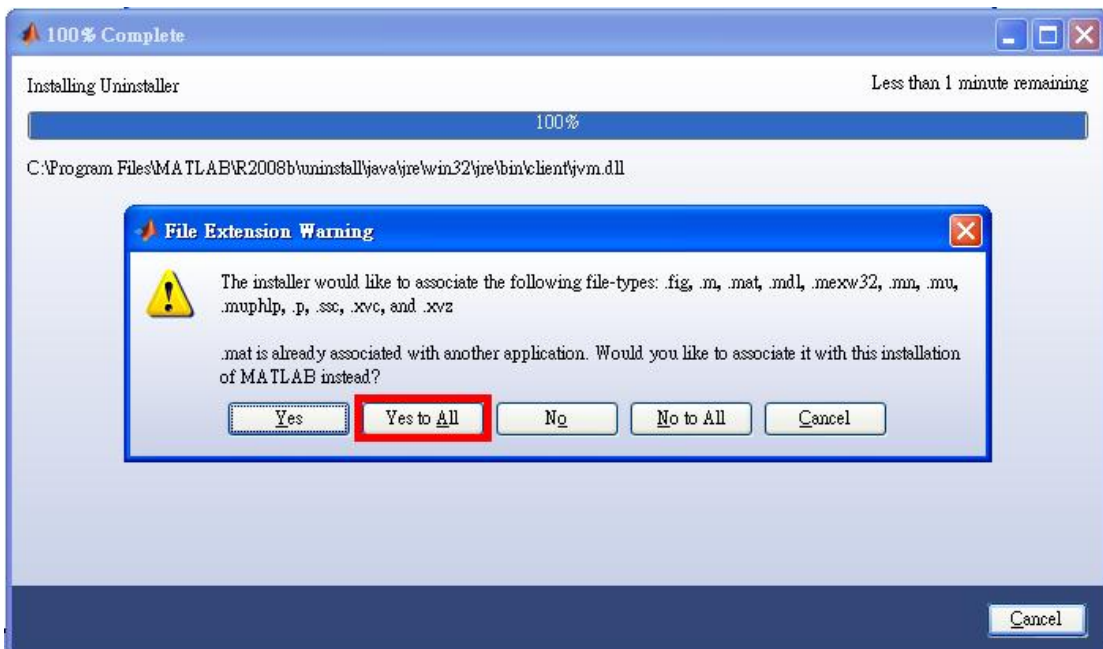 100% Complete
Installing Uninstaller
Less than 1 minute remaining
100%
C:\Program Files\MATLAB\R2008b\uninstall\java\jre\win32\jre\bin\client\jvm.dll
File Extension Warning
The installer would like to associate the following file-types: .fig, .m, .mat, .mdl, .mexw32, .mn, .mu,
.muphlp, .p, .ssc, .xvc, and .xvz
.mat is already associated with another application. Would you like to associate it with this installation
of MATLAB instead?
Yes Yes to All No No to All Cancel
Cancel